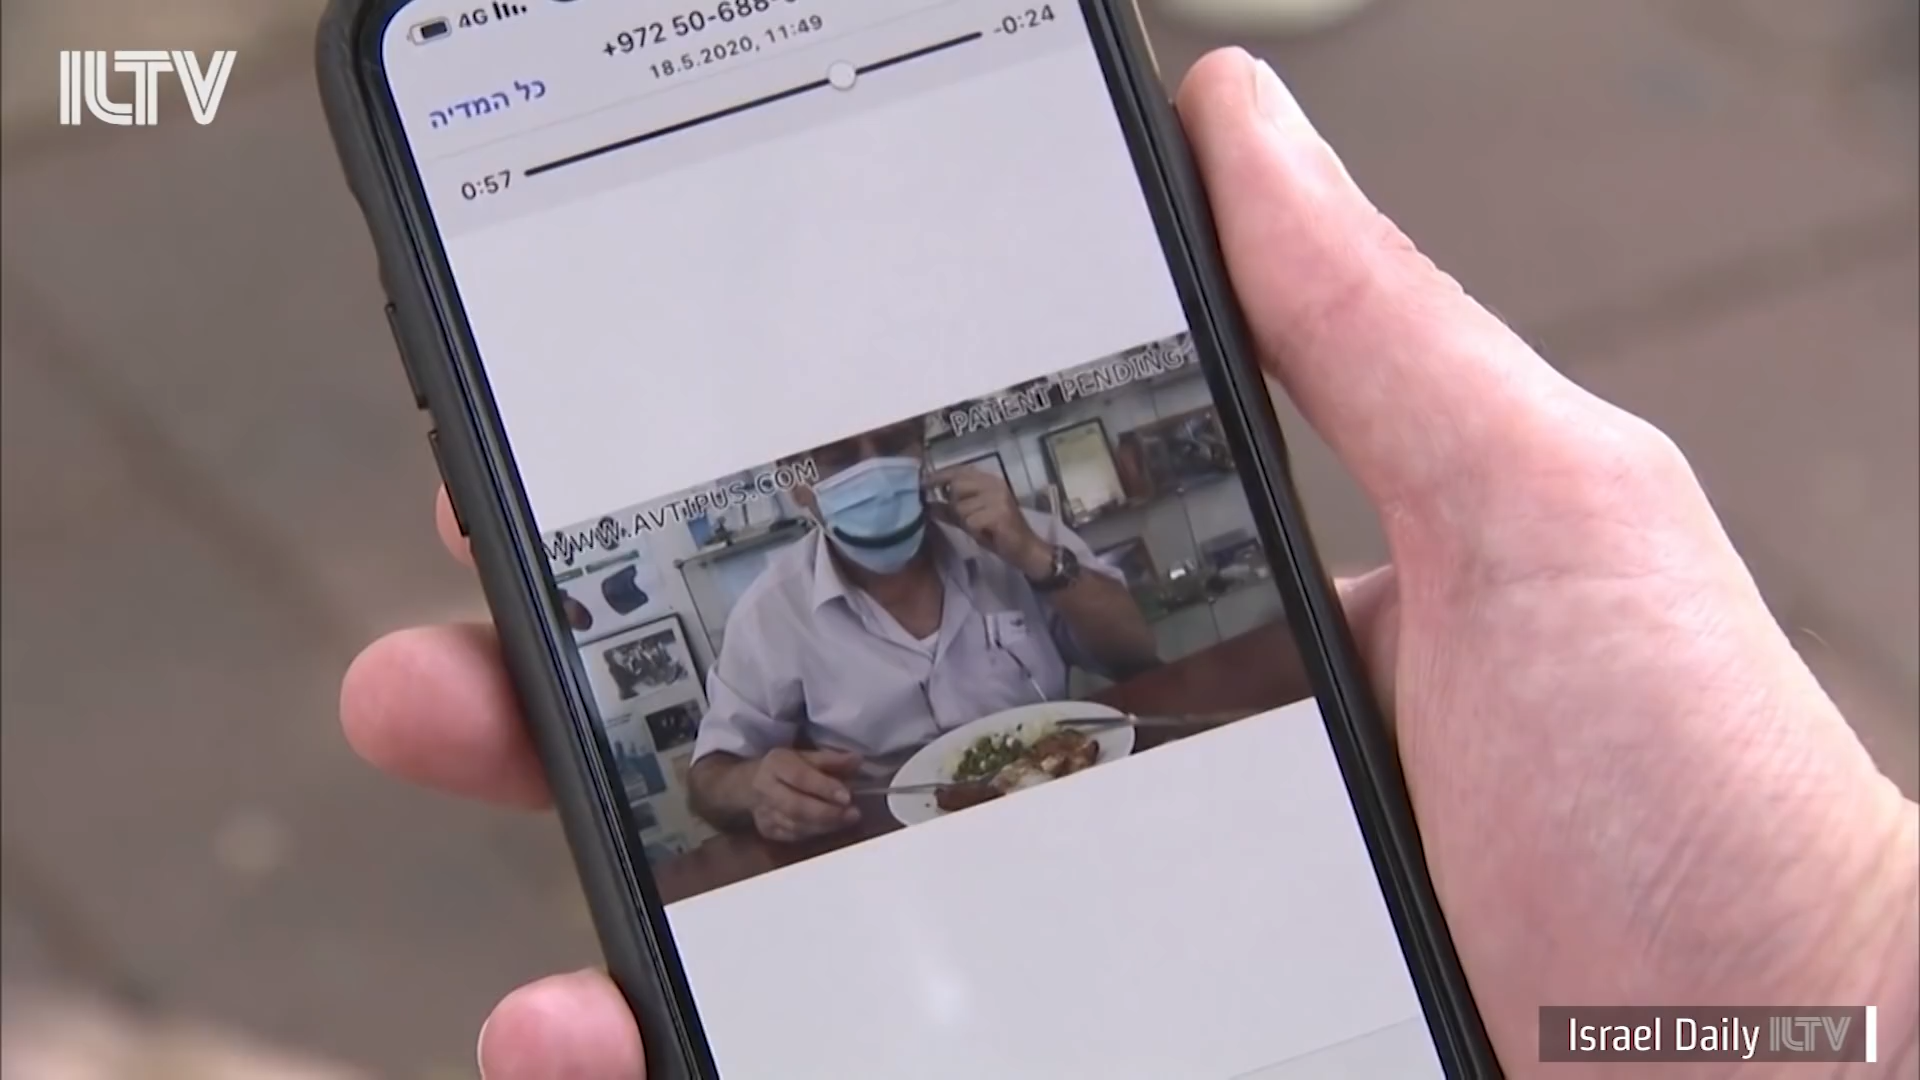 ILTV
4G
+972 50-688-
18.5.2020, 11:49
כל המדיה
0:57
-0:24
WWW.AVTIPUS.COM
PATENT PENDING
Israel Daily ILTV